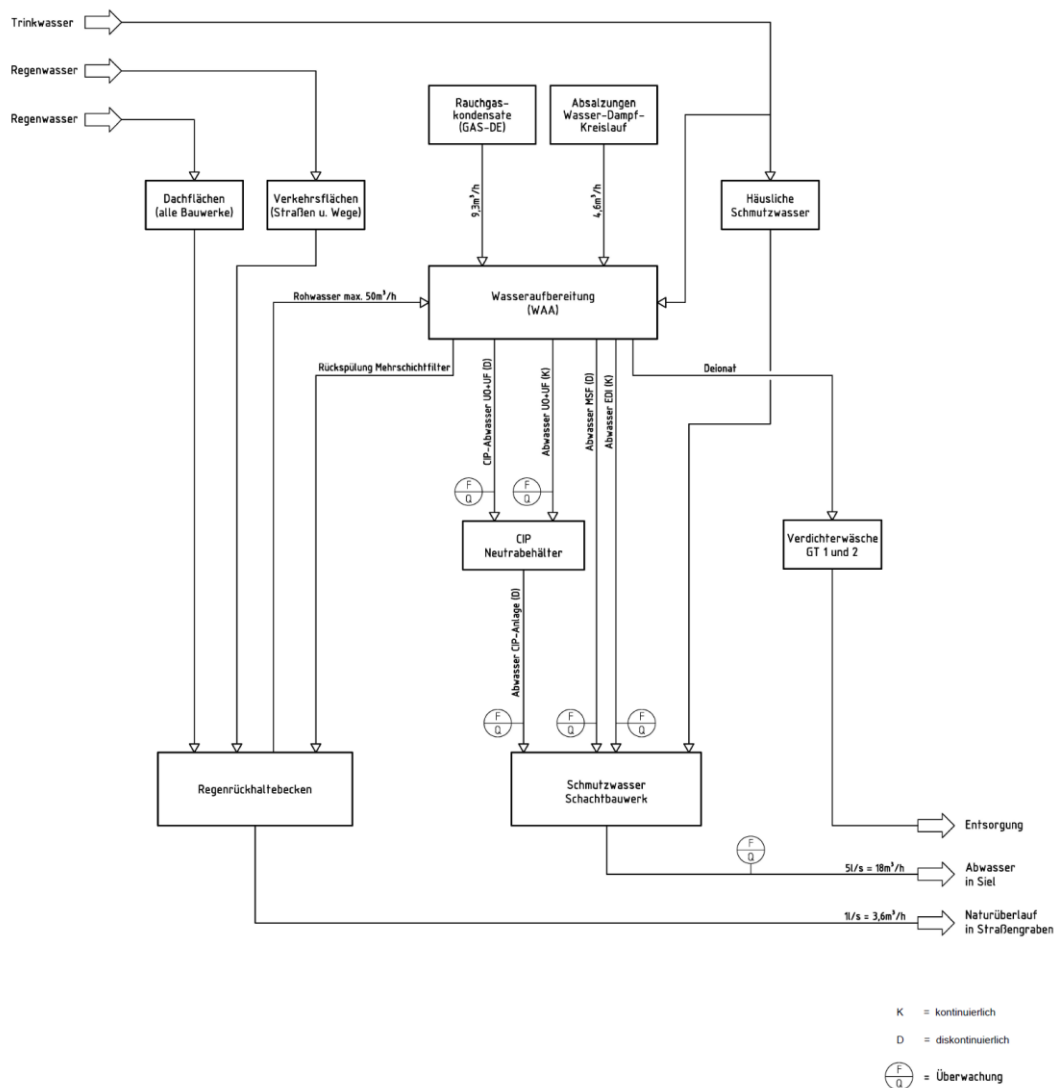 Trinkwasser
Regenwasser
Regenwasser
Rauchgas-
kondensate
(GAS-DE)
Absalzungen
Wasser-Dampf-
Kreislauf
Dachflächen
(alle Bauwerke)
Verkehrsflächen
(Straßen u. Wege)
9,3m³/h
4,6m³/h
Häusliche
Schmutzwasser
Rohwasser max. 50m³/h
Wasseraufbereitung
(WAA)
Rückspülung Mehrschichtfilter
CIP-Abwasser UO+UF (D)
Abwasser UO+UF (K)
Abwasser MSF (D)
Abwasser EDI (K)
Deionat
F
Q
F
Q
CIP
Neutrabehälter
Verdichterwäsche
GT 1 und 2
Abwasser CIP-Anlage (D)
F
Q
F
Q
F
Q
Regenrückhaltebecken
Schmutzwasser
Schachtbauwerk
Entsorgung
F
Q
5l/s = 18m³/h
Abwasser
in Siel
1l/s = 3,6m³/h
Naturüberlauf
in Straßengraben
K = kontinuierlich
D = diskontinuierlich
F
Q
= Überwachung